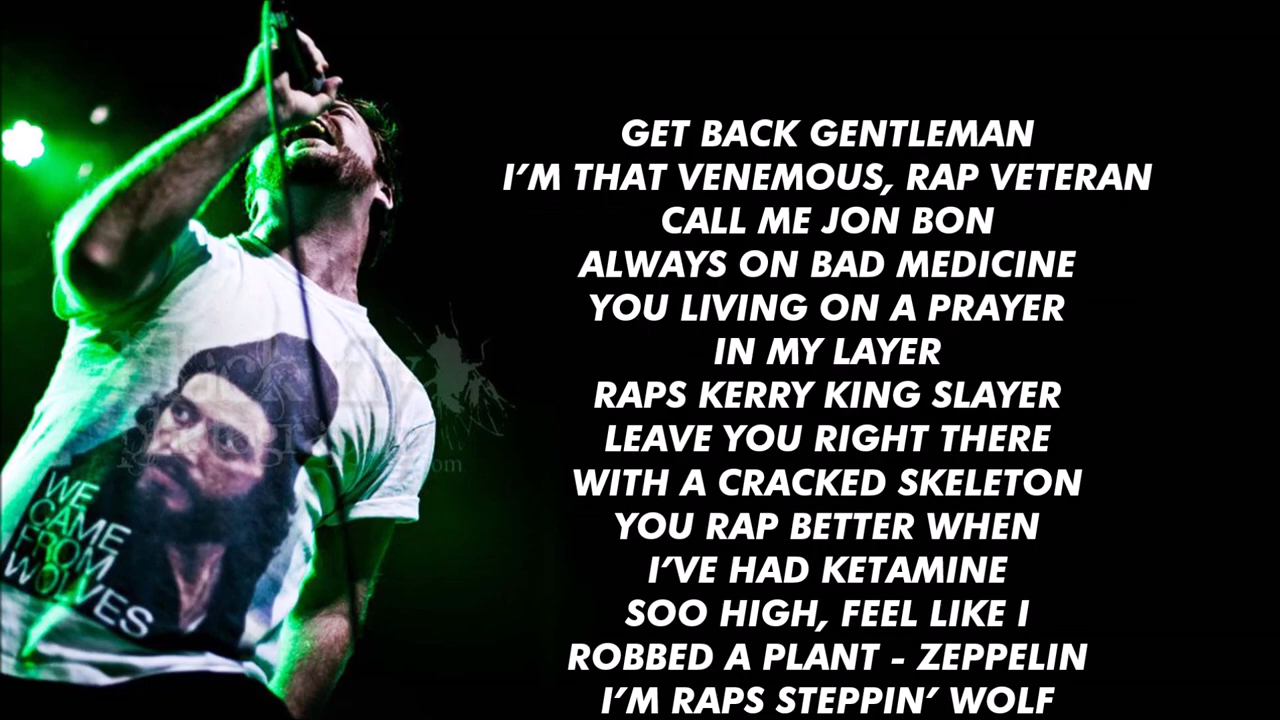 GET BACK GENTLEMAN
I'M THAT VENEMOUS, RAP VETERAN
CALL ME JON BON
ALWAYS ON BAD MEDICINE
YOU LIVING ON A PRAYER
IN MY LAYER
RAPS KERRY KING SLAYER
LEAVE YOU RIGHT THERE
WITH A CRACKED SKELETON
YOU RAP BETTER WHEN
I'VE HAD KETAMINE
SOO HIGH, FEEL LIKE I
ROBBED A PLANT - ZEPPELIN
I'M RAPS STEPPIN' WOLF
WE
CAME
FROM
WOLVES